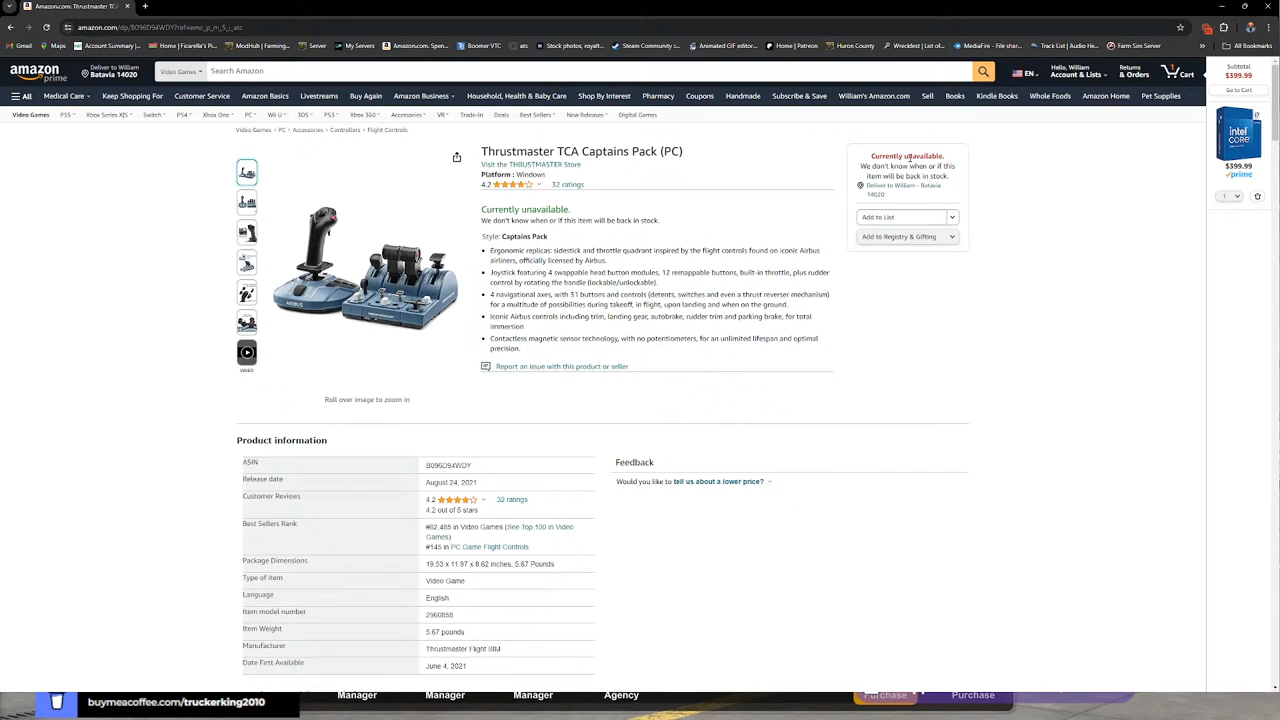 Amazon.com: Thrustmaster TC
amazon.com/dp/B096D94WDY?ref=emc_p_m_5_i_atc
Gmail Maps Account Summary |... Home | Ficarella's Pi... ModHub | Farming... Server My Servers Amazon.com. Spen... Boomer VTC ats Stock photos, royalt... Steam Community :... Animated GIF editor... Home | Patreon Huron County Wreckfest | List of... MediaFire - File shar... Track List | Audio He... Farm Sim Server All Bookmarks
amazon prime
Deliver to William
Batavia 14020
Video Games
Search Amazon
EN
Hello, William
Account & Lists
Returns
& Orders
1
Cart
Subtotal
$399.99
Go to Cart
All Medical Care Keep Shopping For Customer Service Amazon Basics Livestreams Buy Again Amazon Business Household, Health & Baby Care Shop By Interest Pharmacy Coupons Handmade Subscribe & Save William's Amazon.com Sell Books Kindle Books Whole Foods Amazon Home Pet Supplies
Video Games PS5 Xbox Series X|S Switch PS4 Xbox One PC Wii U 3DS PS3 Xbox 360 Accessories VR Trade-In Deals Best Sellers New Releases Digital Games
Video Games › PC › Accessories › Controllers › Flight Controls
intel
CORE
$399.99
prime
1
Thrustmaster TCA Captains Pack (PC)
Visit the THRUSTMASTER Store
Platform : Windows
4.2 32 ratings
Currently unavailable.
We don't know when or if this item will be back in stock.
Style: Captains Pack
• Ergonomic replicas: sidestick and throttle quadrant inspired by the flight controls found on iconic Airbus
airliners, officially licensed by Airbus.
• Joystick featuring 4 swappable head button modules, 12 remappable buttons, built-in throttle, plus rudder
control by rotating the handle (lockable/unlockable).
• 4 navigational axes, with 31 buttons and controls (detents, switches and even a thrust reverser mechanism)
for a multitude of possibilities during takeoff, in flight, upon landing and when on the ground.
• Iconic Airbus controls including trim, landing gear, autobrake, rudder trim and parking brake, for total
immersion
• Contactless magnetic sensor technology, with no potentiometers, for an unlimited lifespan and optimal
precision.
Report an issue with this product or seller
Currently unavailable.
We don't know when or if this
item will be back in stock.
Deliver to William - Batavia
14020
Add to List
Add to Registry & Gifting
AIRBUS
VIDEO
Roll over image to zoom in
Product information
ASIN B096D94WDY
Release date August 24, 2021
Customer Reviews 4.2 32 ratings
4.2 out of 5 stars
Best Sellers Rank #62,465 in Video Games (See Top 100 in Video
Games)
#145 in PC Game Flight Controls
Package Dimensions 19.53 x 11.97 x 8.62 inches; 5.67 Pounds
Type of item Video Game
Language English
Item model number 2960858
Item Weight 5.67 pounds
Manufacturer Thrustmaster Flight SIM
Date First Available June 4, 2021
Feedback
Would you like to tell us about a lower price?
buymeacoffee.com/truckerking2010
Manager Manager Manager Agency Purchase Purchase